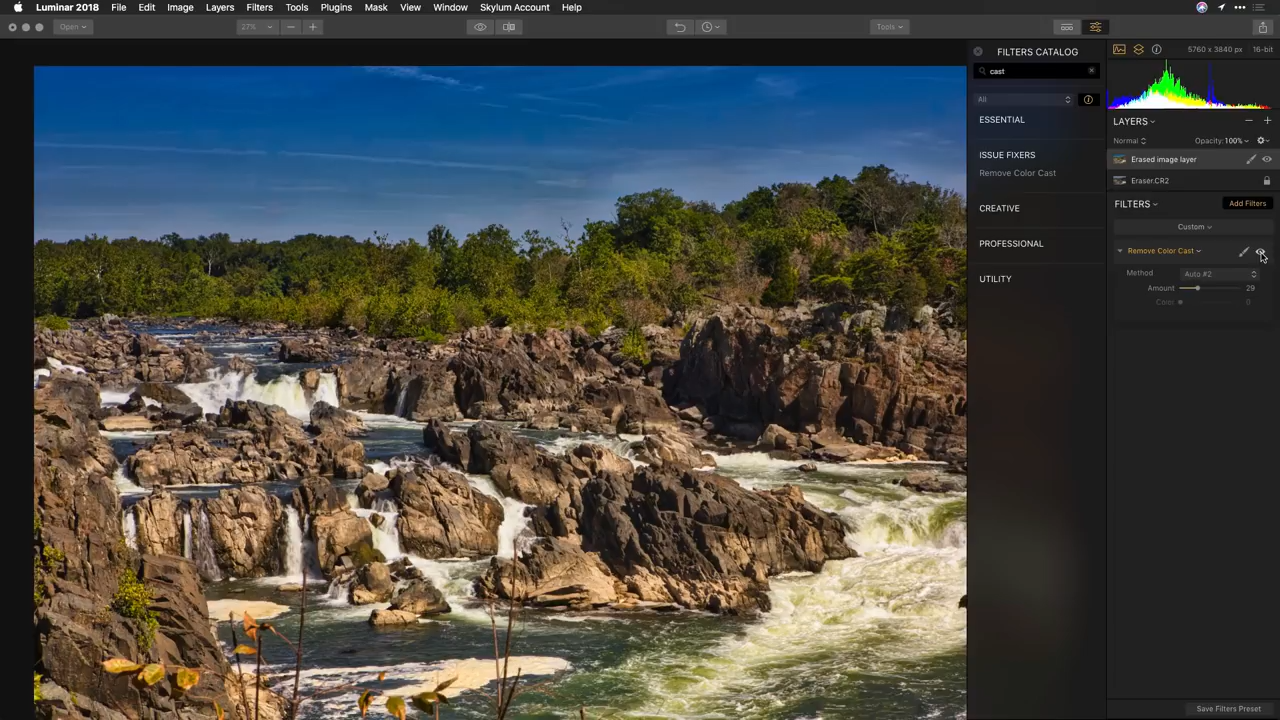 Luminar 2018 File Edit Image Layers Filters Tools Plugins Mask View Window Skylum Account Help
Open 27% Tools
FILTERS CATALOG
cast
All
ESSENTIAL
ISSUE FIXERS
Remove Color Cast
CREATIVE
PROFESSIONAL
UTILITY
5760 x 3840 px 16-bit
LAYERS
Normal Opacity: 100%
Erased image layer
Eraser.CR2
FILTERS Add Filters
Custom
Remove Color Cast
Method Auto #2
Amount 29
Color 0
Save Filters Preset